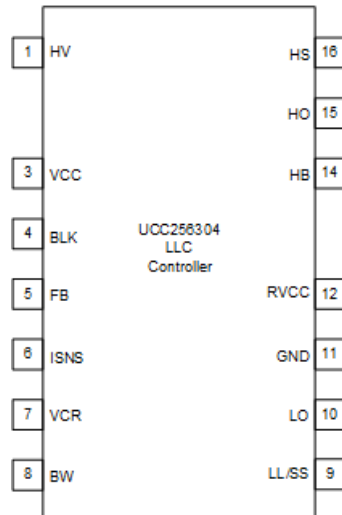 1 HV HS 16
HO 15
3 VCC HB 14
4 BLK
UCC256304
LLC
Controller
5 FB RVCC 12
6 ISNS GND 11
7 VCR LO 10
8 BW LL/SS 9